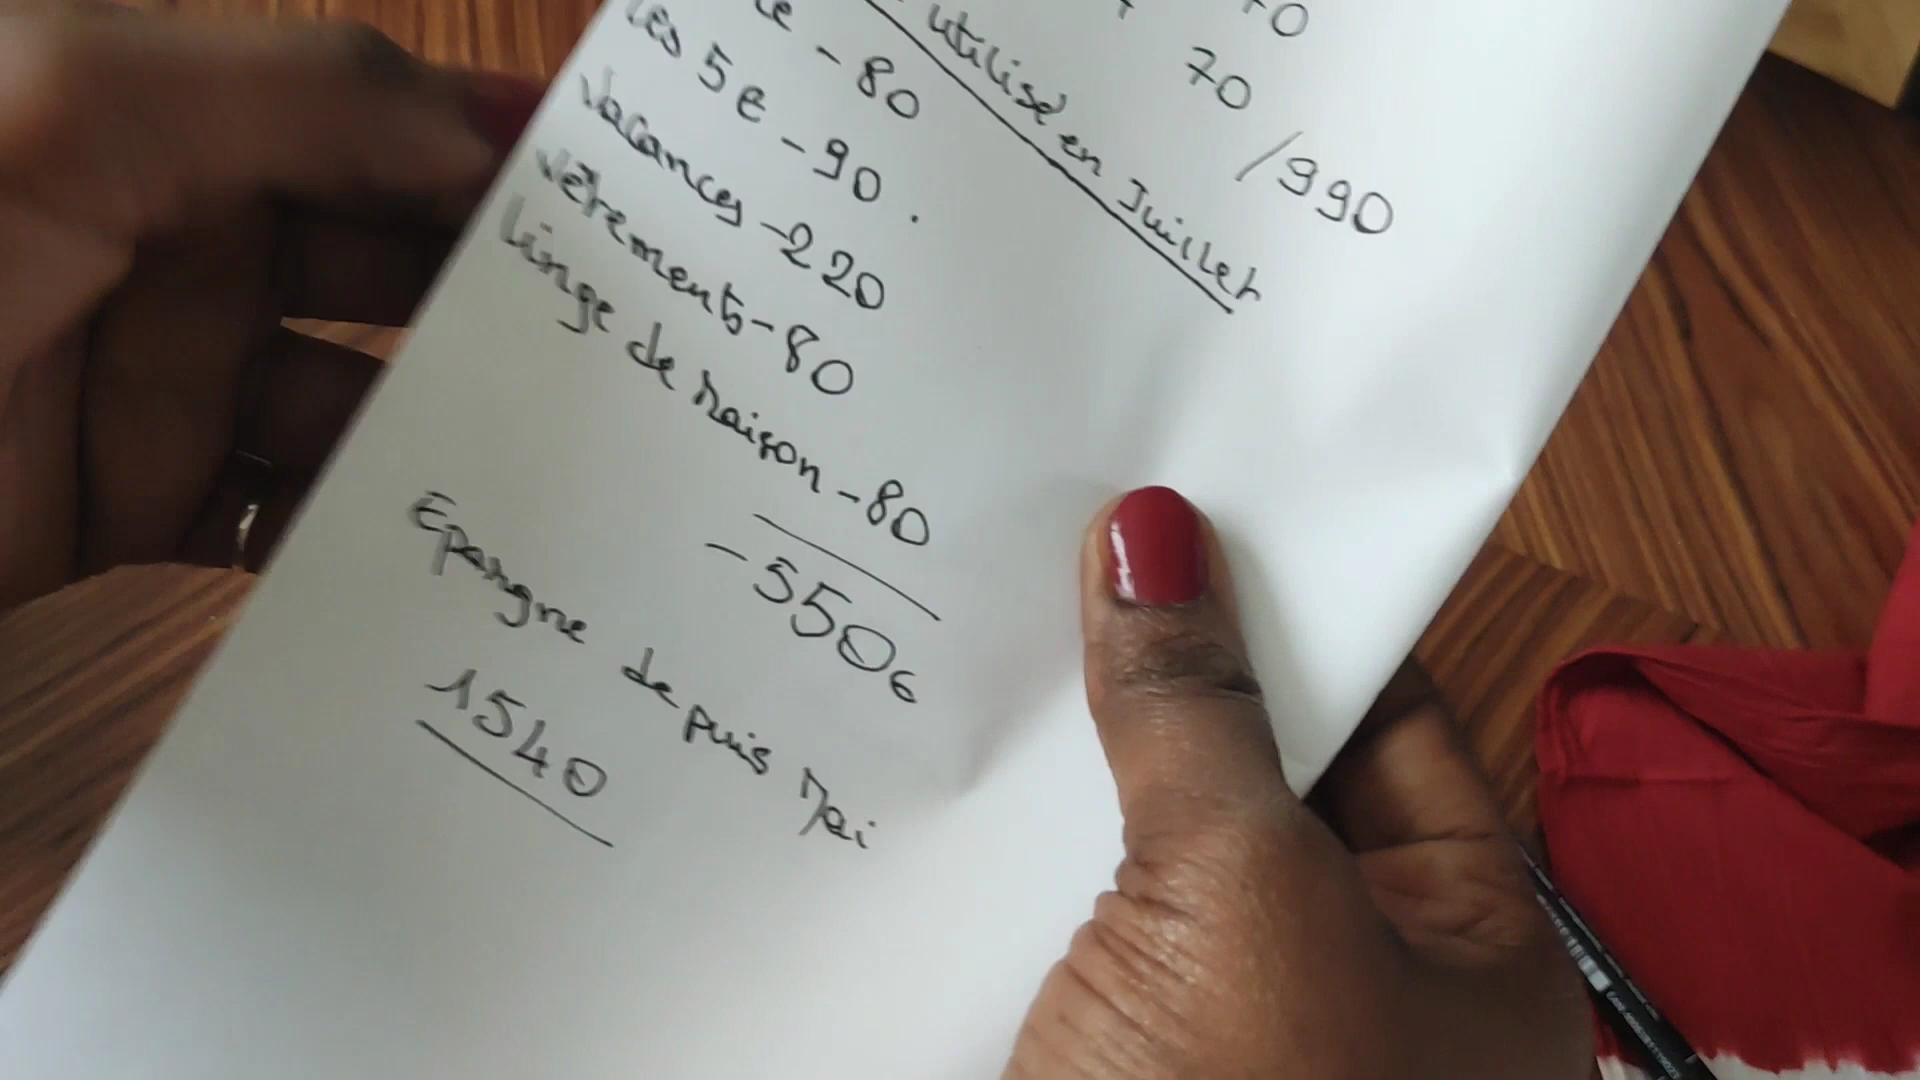 70
70 /990
utilisé en Juillet
-80
Les 5€ -90.
Vacances -220
Vêtements -80
Linge de Maison -80
-550€
Epargne depuis Mai
1540